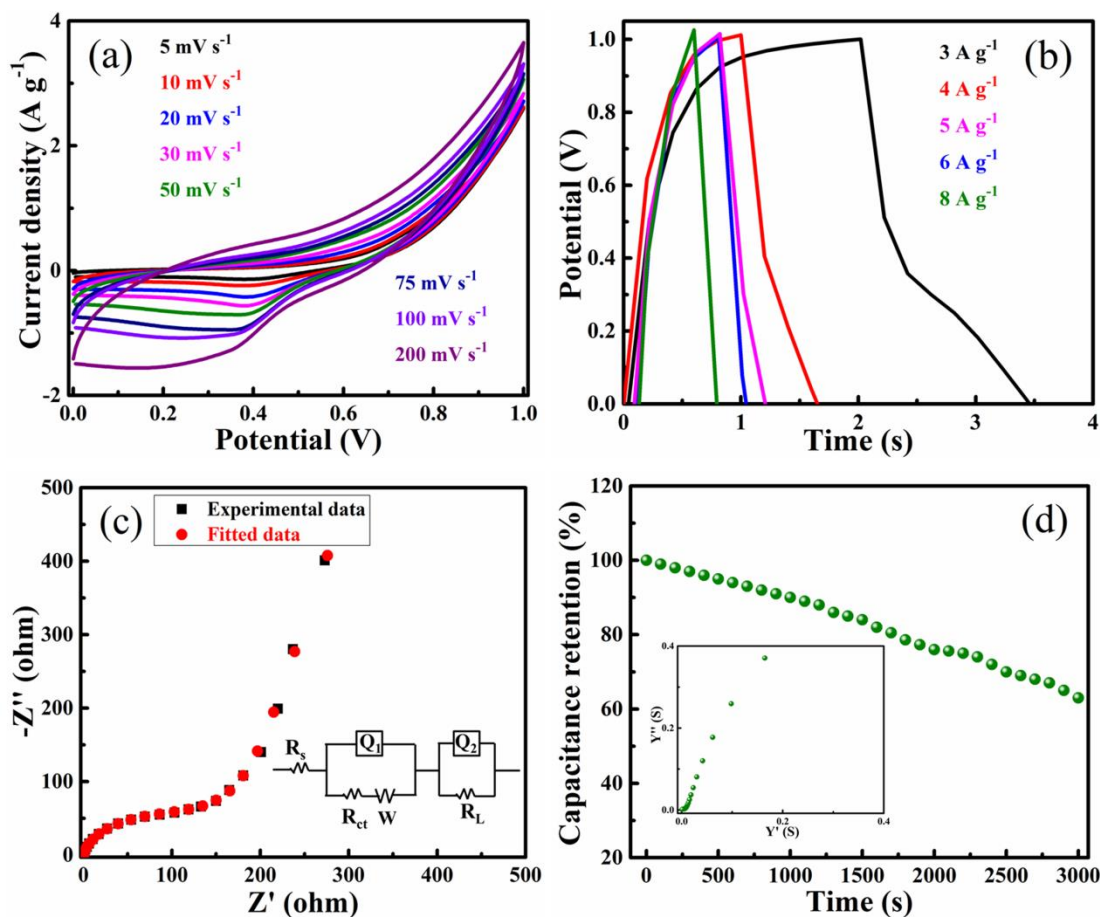 (a)
5 mV s⁻¹
10 mV s⁻¹
20 mV s⁻¹
30 mV s⁻¹
50 mV s⁻¹
75 mV s⁻¹
100 mV s⁻¹
200 mV s⁻¹
Current density (A g⁻¹)
4
2
0
-2
0.0 0.2 0.4 0.6 0.8 1.0
Potential (V)
(b)
3 A g⁻¹
4 A g⁻¹
5 A g⁻¹
6 A g⁻¹
8 A g⁻¹
Potential (V)
1.0
0.8
0.6
0.4
0.2
0.0
0 1 2 3 4
Time (s)
(c)
Experimental data
Fitted data
-Z'' (ohm)
500
400
300
200
100
0
Rs
Q1
Q2
Rct
W
RL
0 100 200 300 400 500
Z' (ohm)
(d)
Capacitance retention (%)
120
100
80
60
40
20
Y'' (S)
0.4
0.2
0.0
0.0 0.2 0.4
Y' (S)
0 500 1000 1500 2000 2500 3000
Time (s)